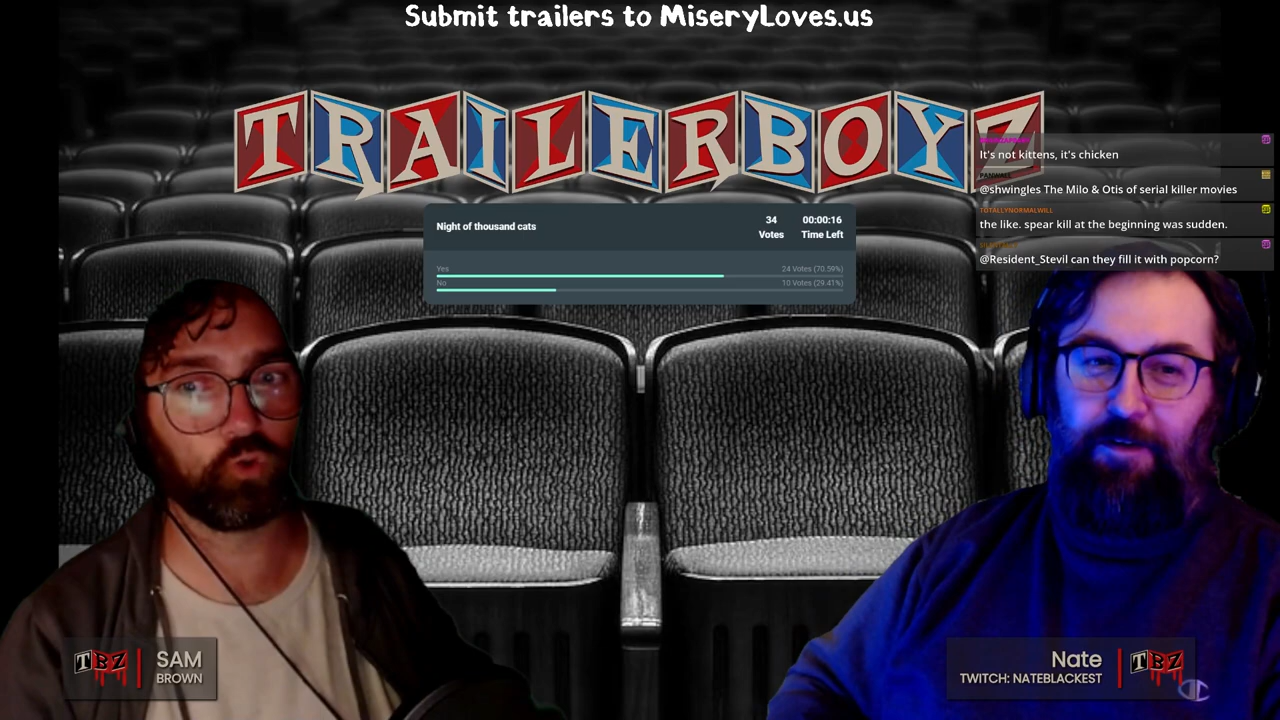 Submit trailers to MiseryLoves.us
TRAILERBOYZ
It's not kittens, it's chicken
PANWALL
@shwingles The Milo & Otis of serial killer movies
TOTALLYNORMALWILL
the like. spear kill at the beginning was sudden.
@Resident_Stevil can they fill it with popcorn?
Night of thousand cats
34
Votes
00:00:16
Time Left
Yes
24 Votes (70.59%)
No
10 Votes (29.41%)
TBZ
SAM
BROWN
Nate
TWITCH: NATEBLACKEST
TBZ